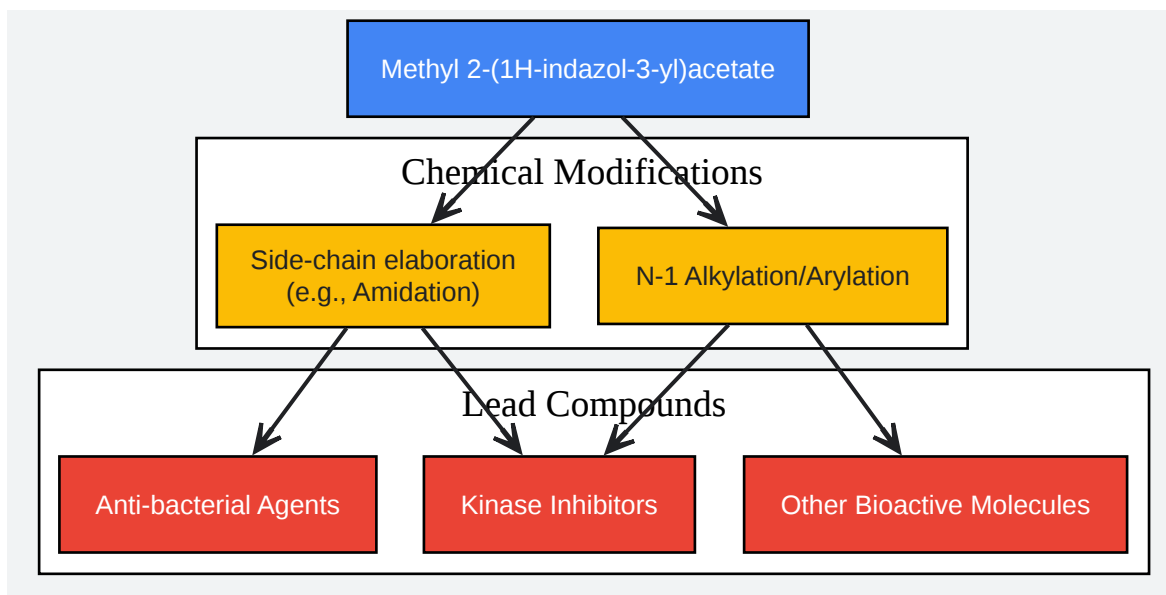 Methyl 2-(1H-indazol-3-yl)acetate
Chemical Modifications
Side-chain elaboration
(e.g., Amidation)
N-1 Alkylation/Arylation
Lead Compounds
Anti-bacterial Agents
Kinase Inhibitors
Other Bioactive Molecules